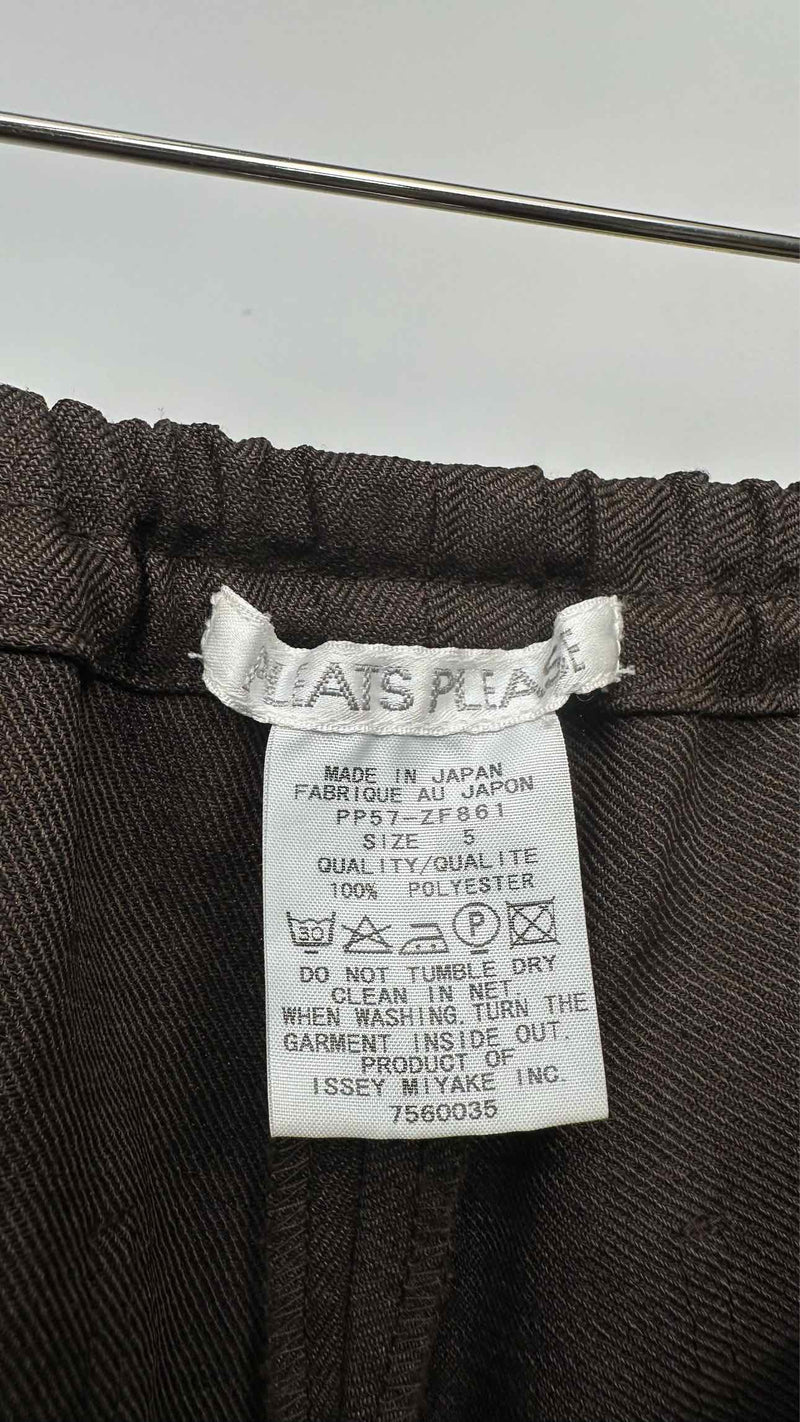 PLEATS PLEASE
MADE IN JAPAN
FABRIQUE AU JAPON
PP57-ZF861
SIZE 5
QUALITY/QUALITE
100% POLYESTER
30 P
DO NOT TUMBLE DRY
CLEAN IN NET
WHEN WASHING, TURN THE
GARMENT INSIDE OUT.
PRODUCT OF
ISSEY MIYAKE INC.
7560035